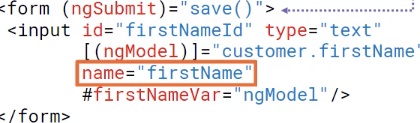 <form (ngSubmit)="save()">
<input id="firstNameId" type="text"
[(ngModel)]="customer.firstName"
name="firstName"
#firstNameVar="ngModel"/>
</form>